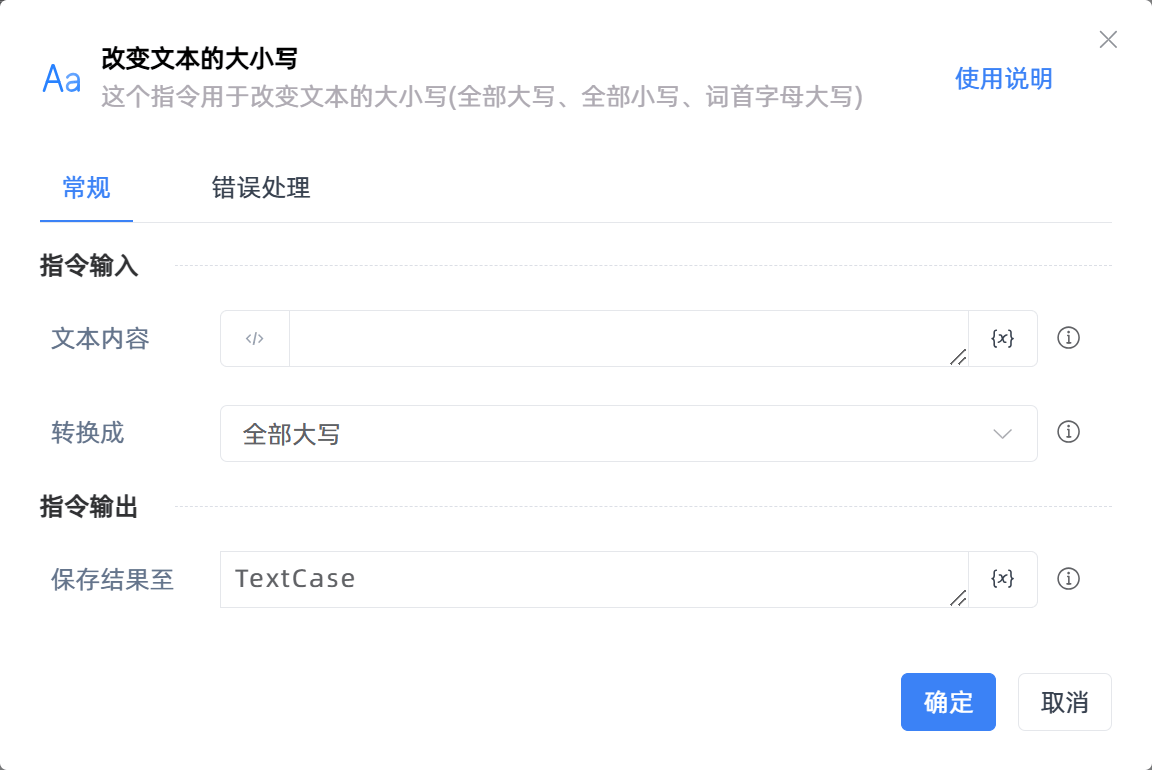 Aa
改变文本的大小写
这个指令用于改变文本的大小写(全部大写、全部小写、词首字母大写)
使用说明
常规
错误处理
指令输入
文本内容
</>
{x}
转换成
全部大写
指令输出
保存结果至
TextCase
{x}
确定
取消